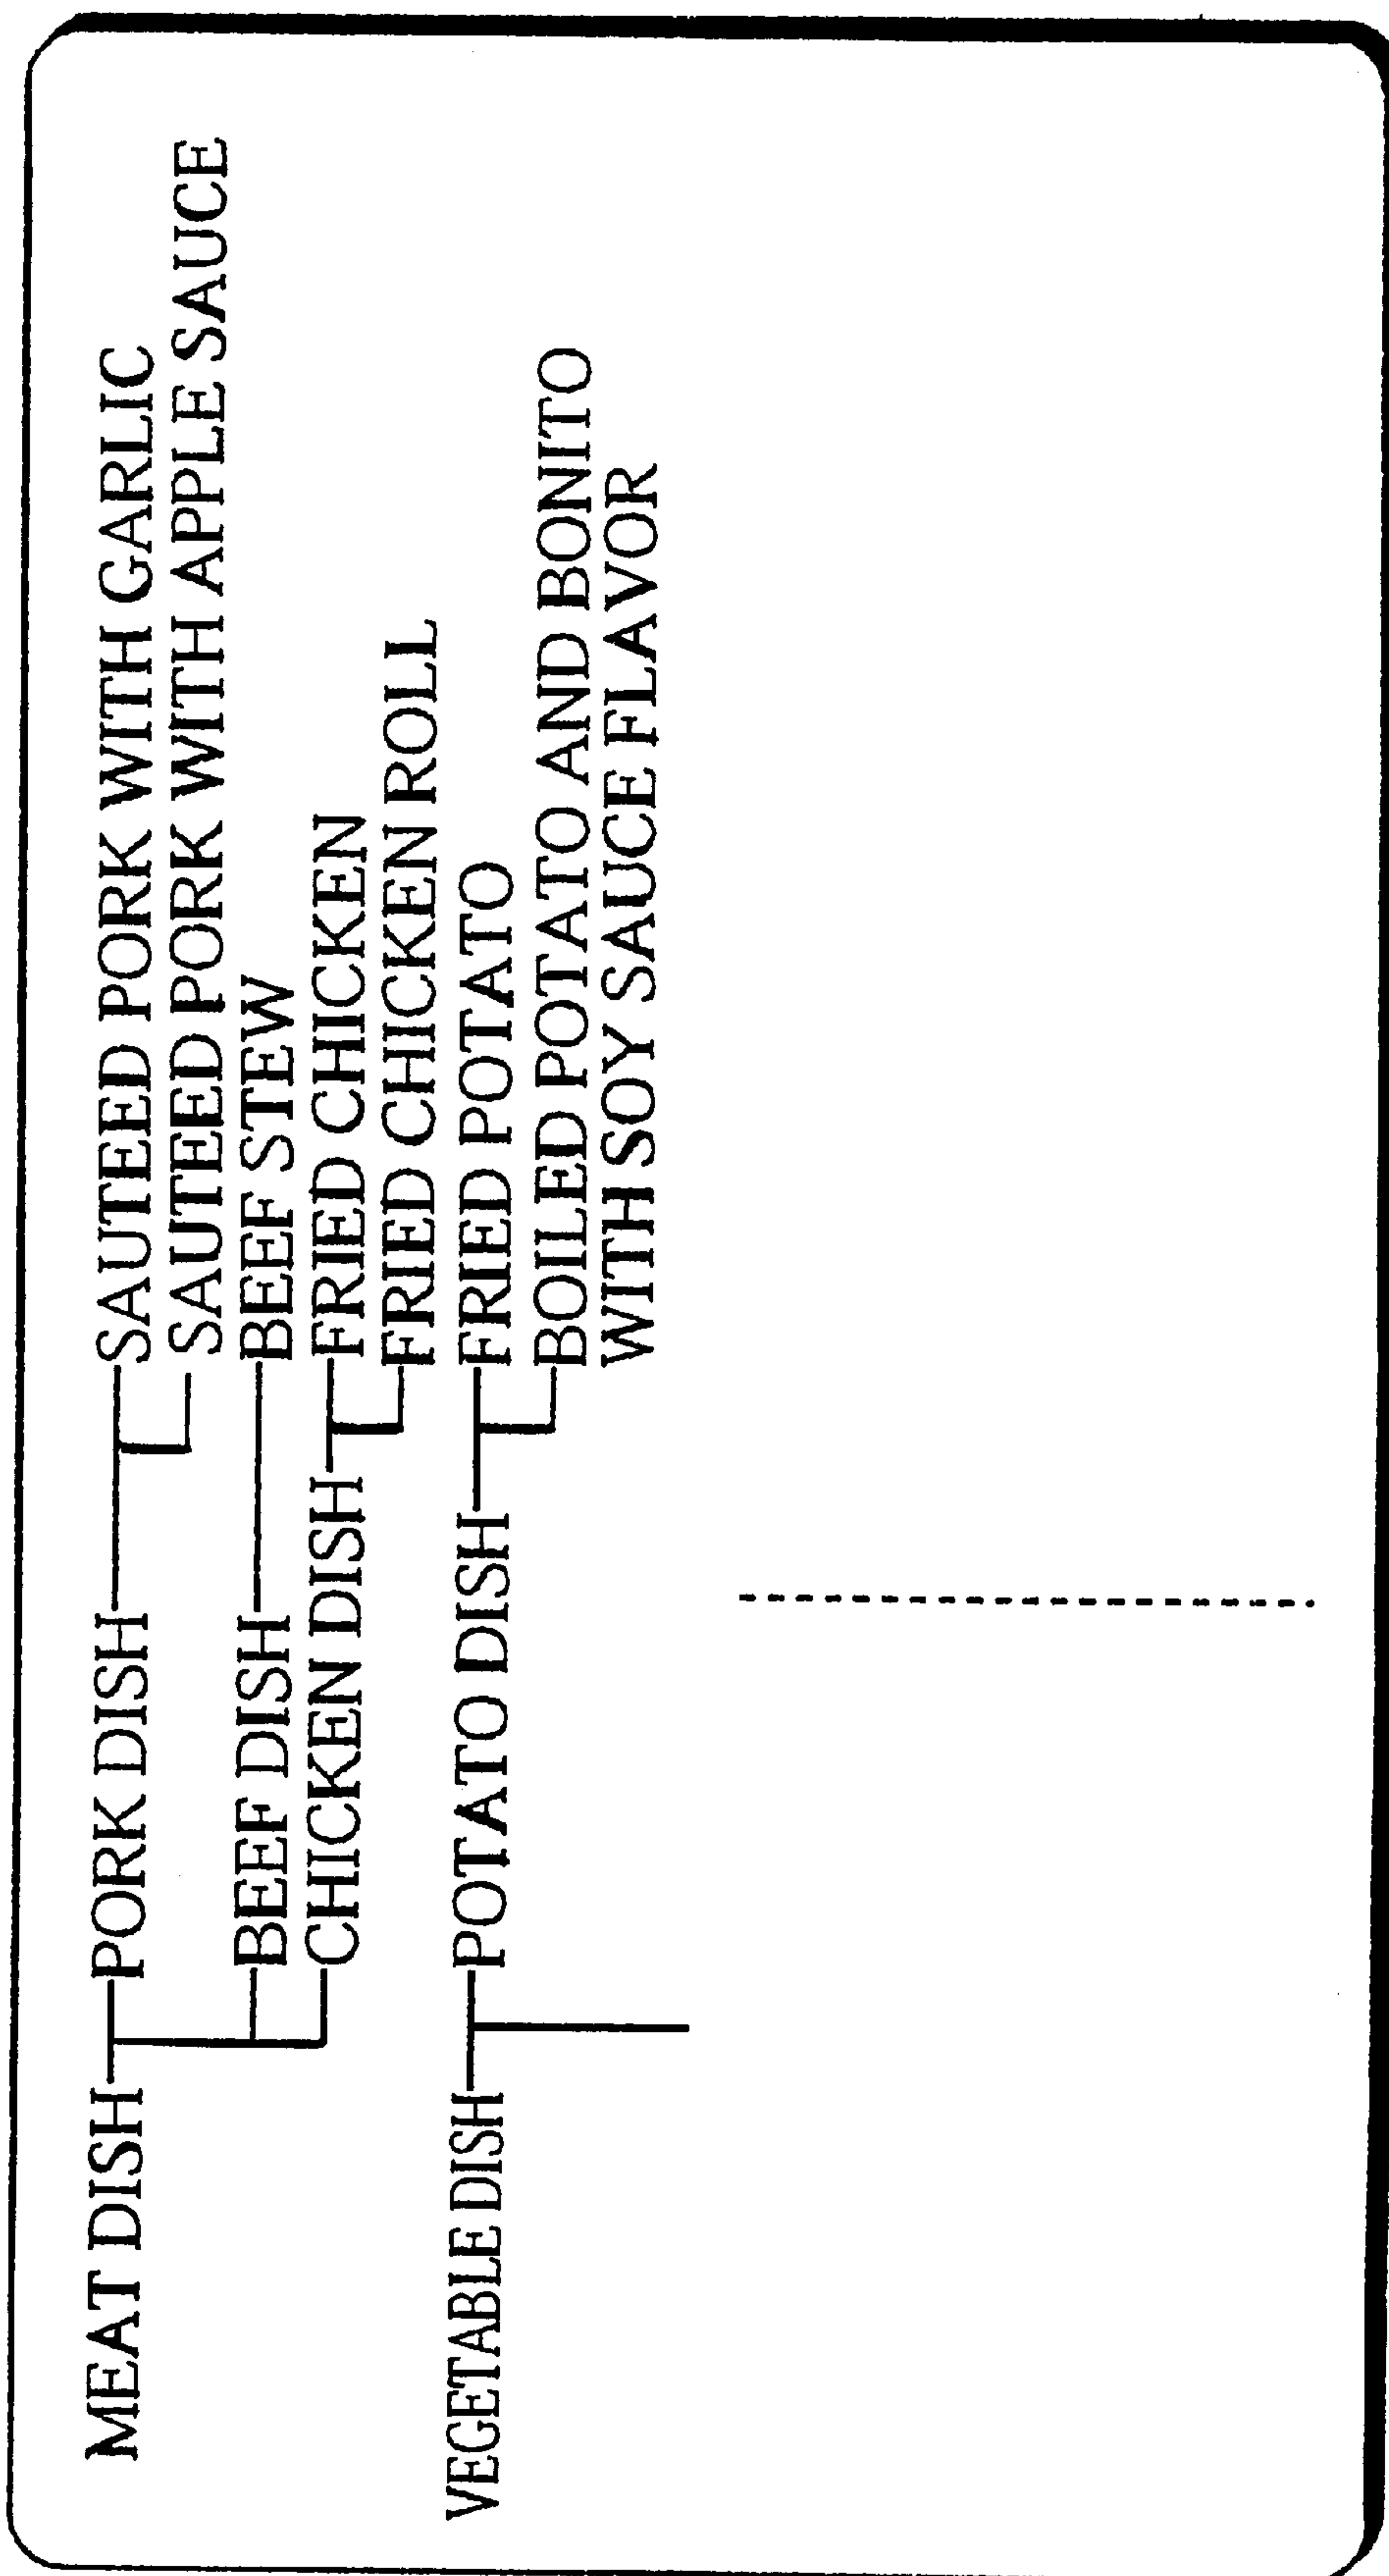 MEAT DISH PORK DISH SAUTEED PORK WITH GARLIC
SAUTEED PORK WITH APPLE SAUCE
BEEF DISH BEEF STEW
CHICKEN DISH FRIED CHICKEN
FRIED CHICKEN ROLL
VEGETABLE DISH POTATO DISH FRIED POTATO
BOILED POTATO AND BONITO
WITH SOY SAUCE FLAVOR